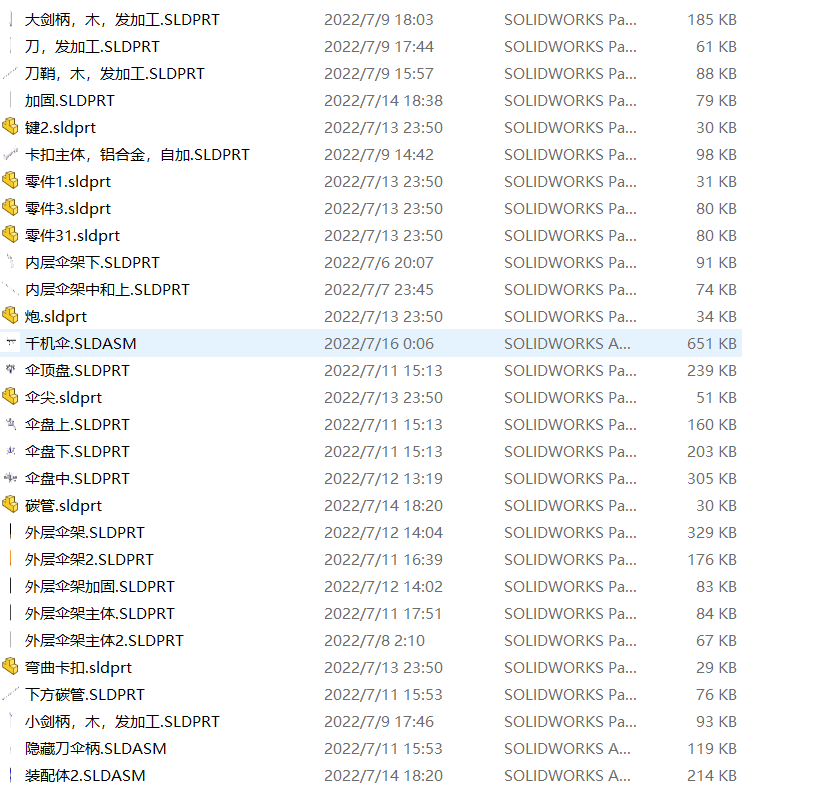 大剑柄，木，发加工.SLDPRT 2022/7/9 18:03 SOLIDWORKS Pa... 185 KB
刀，发加工.SLDPRT 2022/7/9 17:44 SOLIDWORKS Pa... 61 KB
刀鞘，木，发加工.SLDPRT 2022/7/9 15:57 SOLIDWORKS Pa... 88 KB
加固.SLDPRT 2022/7/14 18:38 SOLIDWORKS Pa... 79 KB
键2.sldprt 2022/7/13 23:50 SOLIDWORKS Pa... 30 KB
卡扣主体，铝合金，自加.SLDPRT 2022/7/9 14:42 SOLIDWORKS Pa... 98 KB
零件1.sldprt 2022/7/13 23:50 SOLIDWORKS Pa... 31 KB
零件3.sldprt 2022/7/13 23:50 SOLIDWORKS Pa... 80 KB
零件31.sldprt 2022/7/13 23:50 SOLIDWORKS Pa... 80 KB
内层伞架下.SLDPRT 2022/7/6 20:07 SOLIDWORKS Pa... 91 KB
内层伞架中和上.SLDPRT 2022/7/7 23:45 SOLIDWORKS Pa... 74 KB
炮.sldprt 2022/7/13 23:50 SOLIDWORKS Pa... 34 KB
千机伞.SLDASM 2022/7/16 0:06 SOLIDWORKS A... 651 KB
伞顶盘.SLDPRT 2022/7/11 15:13 SOLIDWORKS Pa... 239 KB
伞尖.sldprt 2022/7/13 23:50 SOLIDWORKS Pa... 51 KB
伞盘上.SLDPRT 2022/7/11 15:13 SOLIDWORKS Pa... 160 KB
伞盘下.SLDPRT 2022/7/11 15:13 SOLIDWORKS Pa... 203 KB
伞盘中.SLDPRT 2022/7/12 13:19 SOLIDWORKS Pa... 305 KB
碳管.sldprt 2022/7/14 18:20 SOLIDWORKS Pa... 30 KB
外层伞架.SLDPRT 2022/7/12 14:04 SOLIDWORKS Pa... 329 KB
外层伞架2.SLDPRT 2022/7/11 16:39 SOLIDWORKS Pa... 176 KB
外层伞架加固.SLDPRT 2022/7/12 14:02 SOLIDWORKS Pa... 83 KB
外层伞架主体.SLDPRT 2022/7/11 17:51 SOLIDWORKS Pa... 84 KB
外层伞架主体2.SLDPRT 2022/7/8 2:10 SOLIDWORKS Pa... 67 KB
弯曲卡扣.sldprt 2022/7/13 23:50 SOLIDWORKS Pa... 29 KB
下方碳管.SLDPRT 2022/7/11 15:53 SOLIDWORKS Pa... 76 KB
小剑柄，木，发加工.SLDPRT 2022/7/9 17:46 SOLIDWORKS Pa... 93 KB
隐藏刀伞柄.SLDASM 2022/7/11 15:53 SOLIDWORKS A... 119 KB
装配体2.SLDASM 2022/7/14 18:20 SOLIDWORKS A... 214 KB